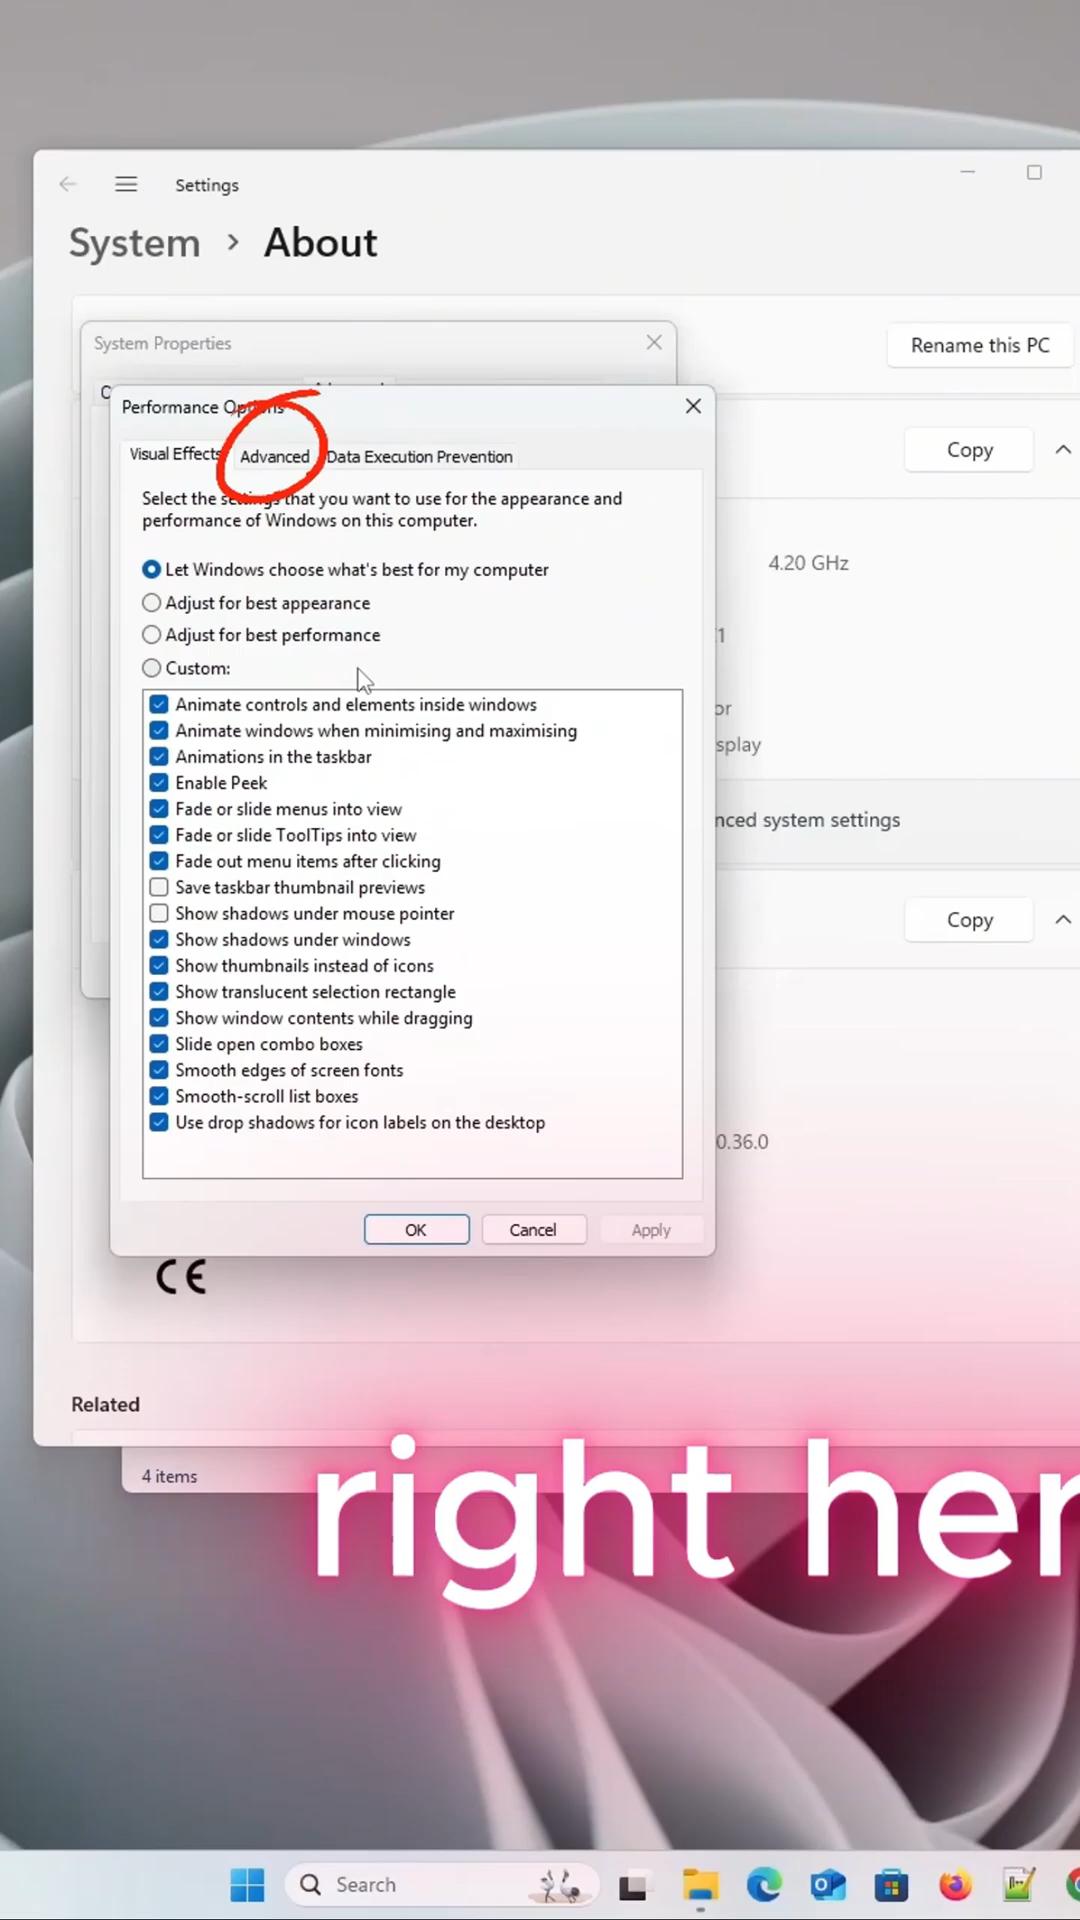 Settings
System > About
System Properties
Rename this PC
Performance Options
Visual Effects Advanced Data Execution Prevention
Copy
Select the settings that you want to use for the appearance and
performance of Windows on this computer.
Let Windows choose what's best for my computer
4.20 GHz
Adjust for best appearance
Adjust for best performance
Custom:
Animate controls and elements inside windows
Animate windows when minimising and maximising
Animations in the taskbar
Enable Peek
Fade or slide menus into view
Fade or slide ToolTips into view
nced system settings
Fade out menu items after clicking
Save taskbar thumbnail previews
Show shadows under mouse pointer
Copy
Show shadows under windows
Show thumbnails instead of icons
Show translucent selection rectangle
Show window contents while dragging
Slide open combo boxes
Smooth edges of screen fonts
Smooth-scroll list boxes
Use drop shadows for icon labels on the desktop
0.36.0
OK Cancel Apply
CE
Related
4 items
right her
Search